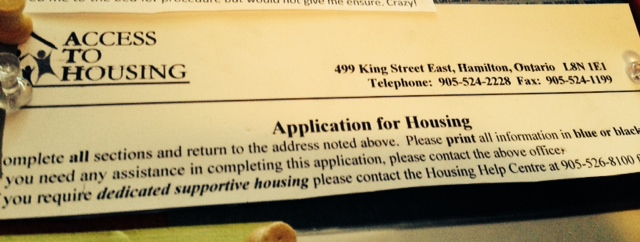 me to the bed for procedure but would not give me ensure. Crazy!
ACCESS
TO
HOUSING
499 King Street East, Hamilton, Ontario L8N 1E1
Telephone: 905-524-2228 Fax: 905-524-1199
Application for Housing
omplete all sections and return to the address noted above. Please print all information in blue or black
you need any assistance in completing this application, please contact the above office.
you require dedicated supportive housing please contact the Housing Help Centre at 905-526-8100